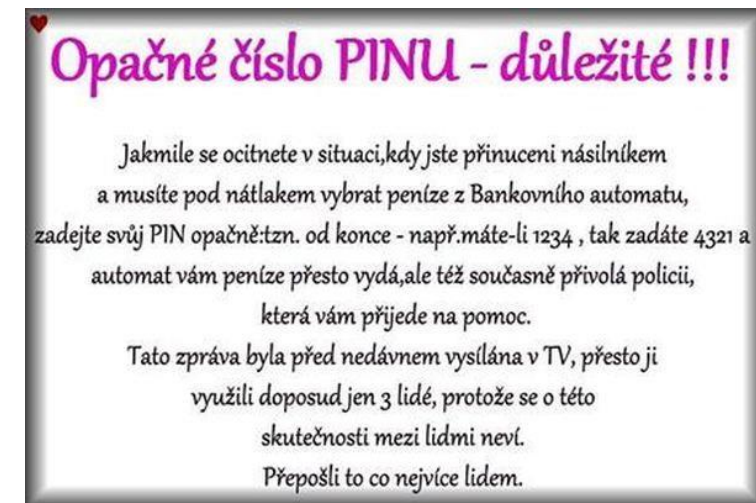 Opačné číslo PINU - důležité !!!
Jakmile se ocitnete v situaci,kdy jste přinuceni násilníkem
a musíte pod nátlakem vybrat peníze z Bankovního automatu,
zadejte svůj PIN opačně:tzn. od konce - např.máte-li 1234 , tak zadáte 4321 a
automat vám peníze přesto vydá,ale též současně přivolá policii,
která vám přijede na pomoc.
Tato zpráva byla před nedávnem vysílána v TV, přesto ji
využili doposud jen 3 lidé, protože se o této
skutečnosti mezi lidmi neví.
Přepošli to co nejvíce lidem.